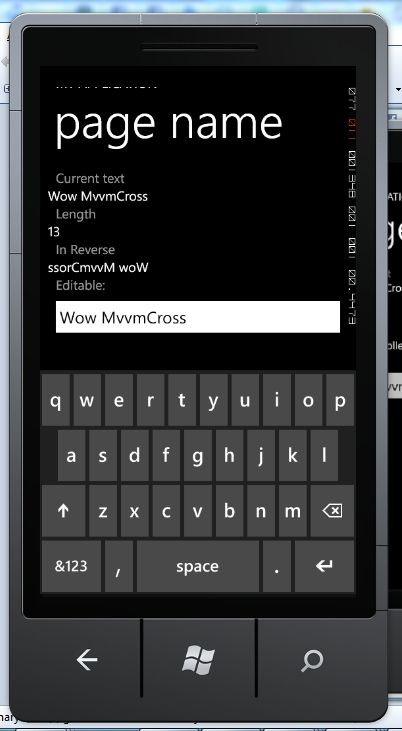 MY APPLICATION
page name
Current text
Wow MvvmCross
Length
13
In Reverse
ssorCmvvM woW
Editable:
Wow MvvmCross
q w e r t y u i o p
a s d f g h j k l
z x c v b n m
&123 , space .